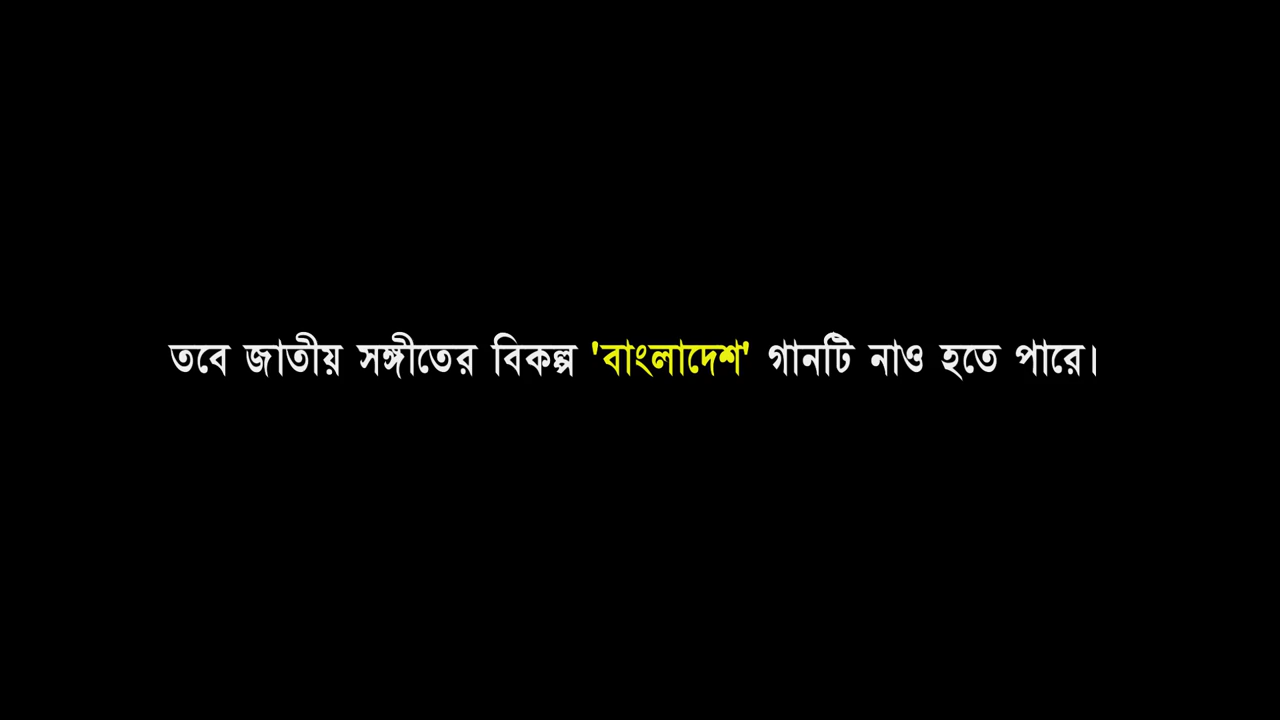 তবে জাতীয় সঙ্গীতের বিকল্প 'বাংলাদেশ' গানটি নাও হতে পারে।